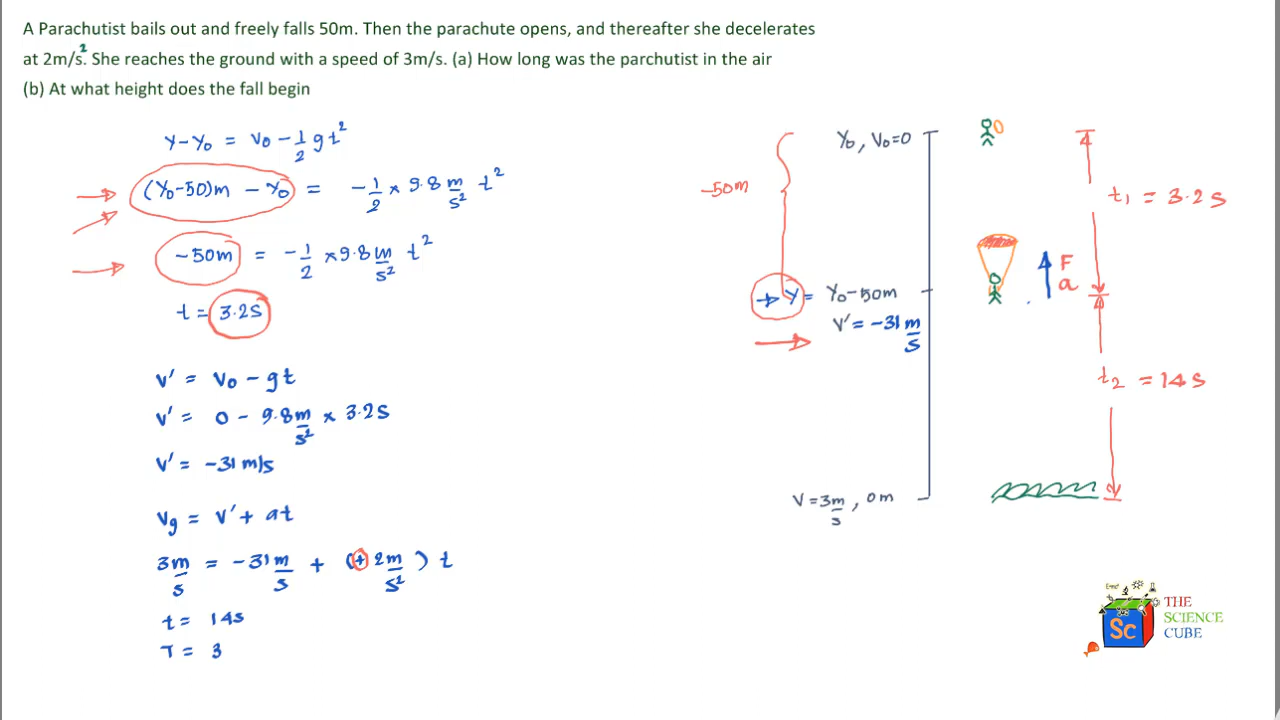 A Parachutist bails out and freely falls 50m. Then the parachute opens, and thereafter she decelerates
at 2m/s². She reaches the ground with a speed of 3m/s. (a) How long was the parchutist in the air
(b) At what height does the fall begin
Y-Y₀ = V₀ - 1/2 gt²
(Y₀-50)m - Y₀ = -1/2 × 9.8 m/s² t²
-50m = -1/2 × 9.8 m/s² t²
t = 3.2s
V' = V₀ - gt
V' = 0 - 9.8 m/s² × 3.2s
V' = -31 m/s
Vg = V' + at
3 m/s = -31 m/s + (+2 m/s²) t
t = 14s
T = 3
Y₀, V₀=0
-50m
t₁ = 3.2s
F
a
Y = Y₀-50m
V' = -31 m/s
t₂ = 14s
V = 3 m/s, 0m
Sc
THE
SCIENCE
CUBE